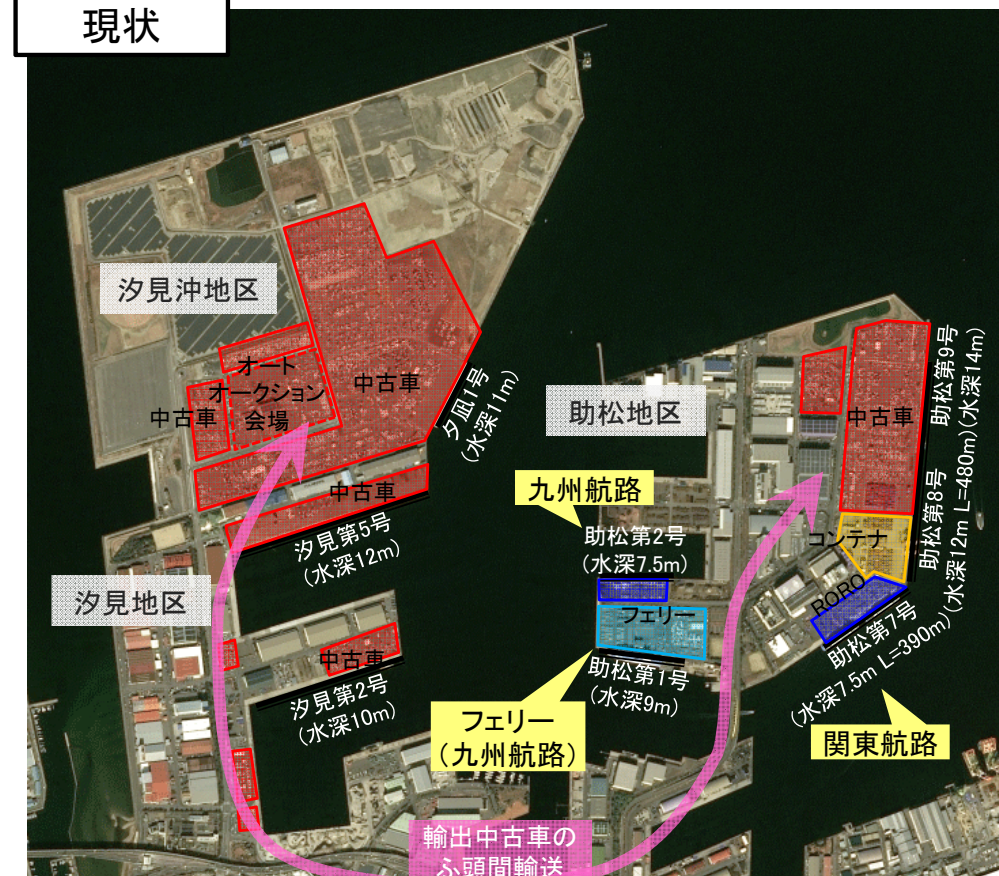 現状
汐見沖地区
オート
オークション
会場
中古車
中古車
夕凪1号
(水深11m)
中古車
汐見第5号
(水深12m)
汐見地区
中古車
汐見第2号
(水深10m)
助松地区
九州航路
助松第2号
(水深7.5m)
フェリー
助松第1号
(水深9m)
フェリー
(九州航路)
中古車
助松第9号
(水深14m)
助松第8号
(水深12m L=480m)
コンテナ
RORO
助松第7号
(水深7.5m L=390m)
関東航路
輸出中古車の
ふ頭間輸送